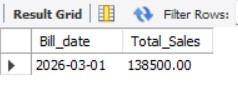 Result Grid Filter Rows:
Bill_date Total_Sales
2026-03-01 138500.00